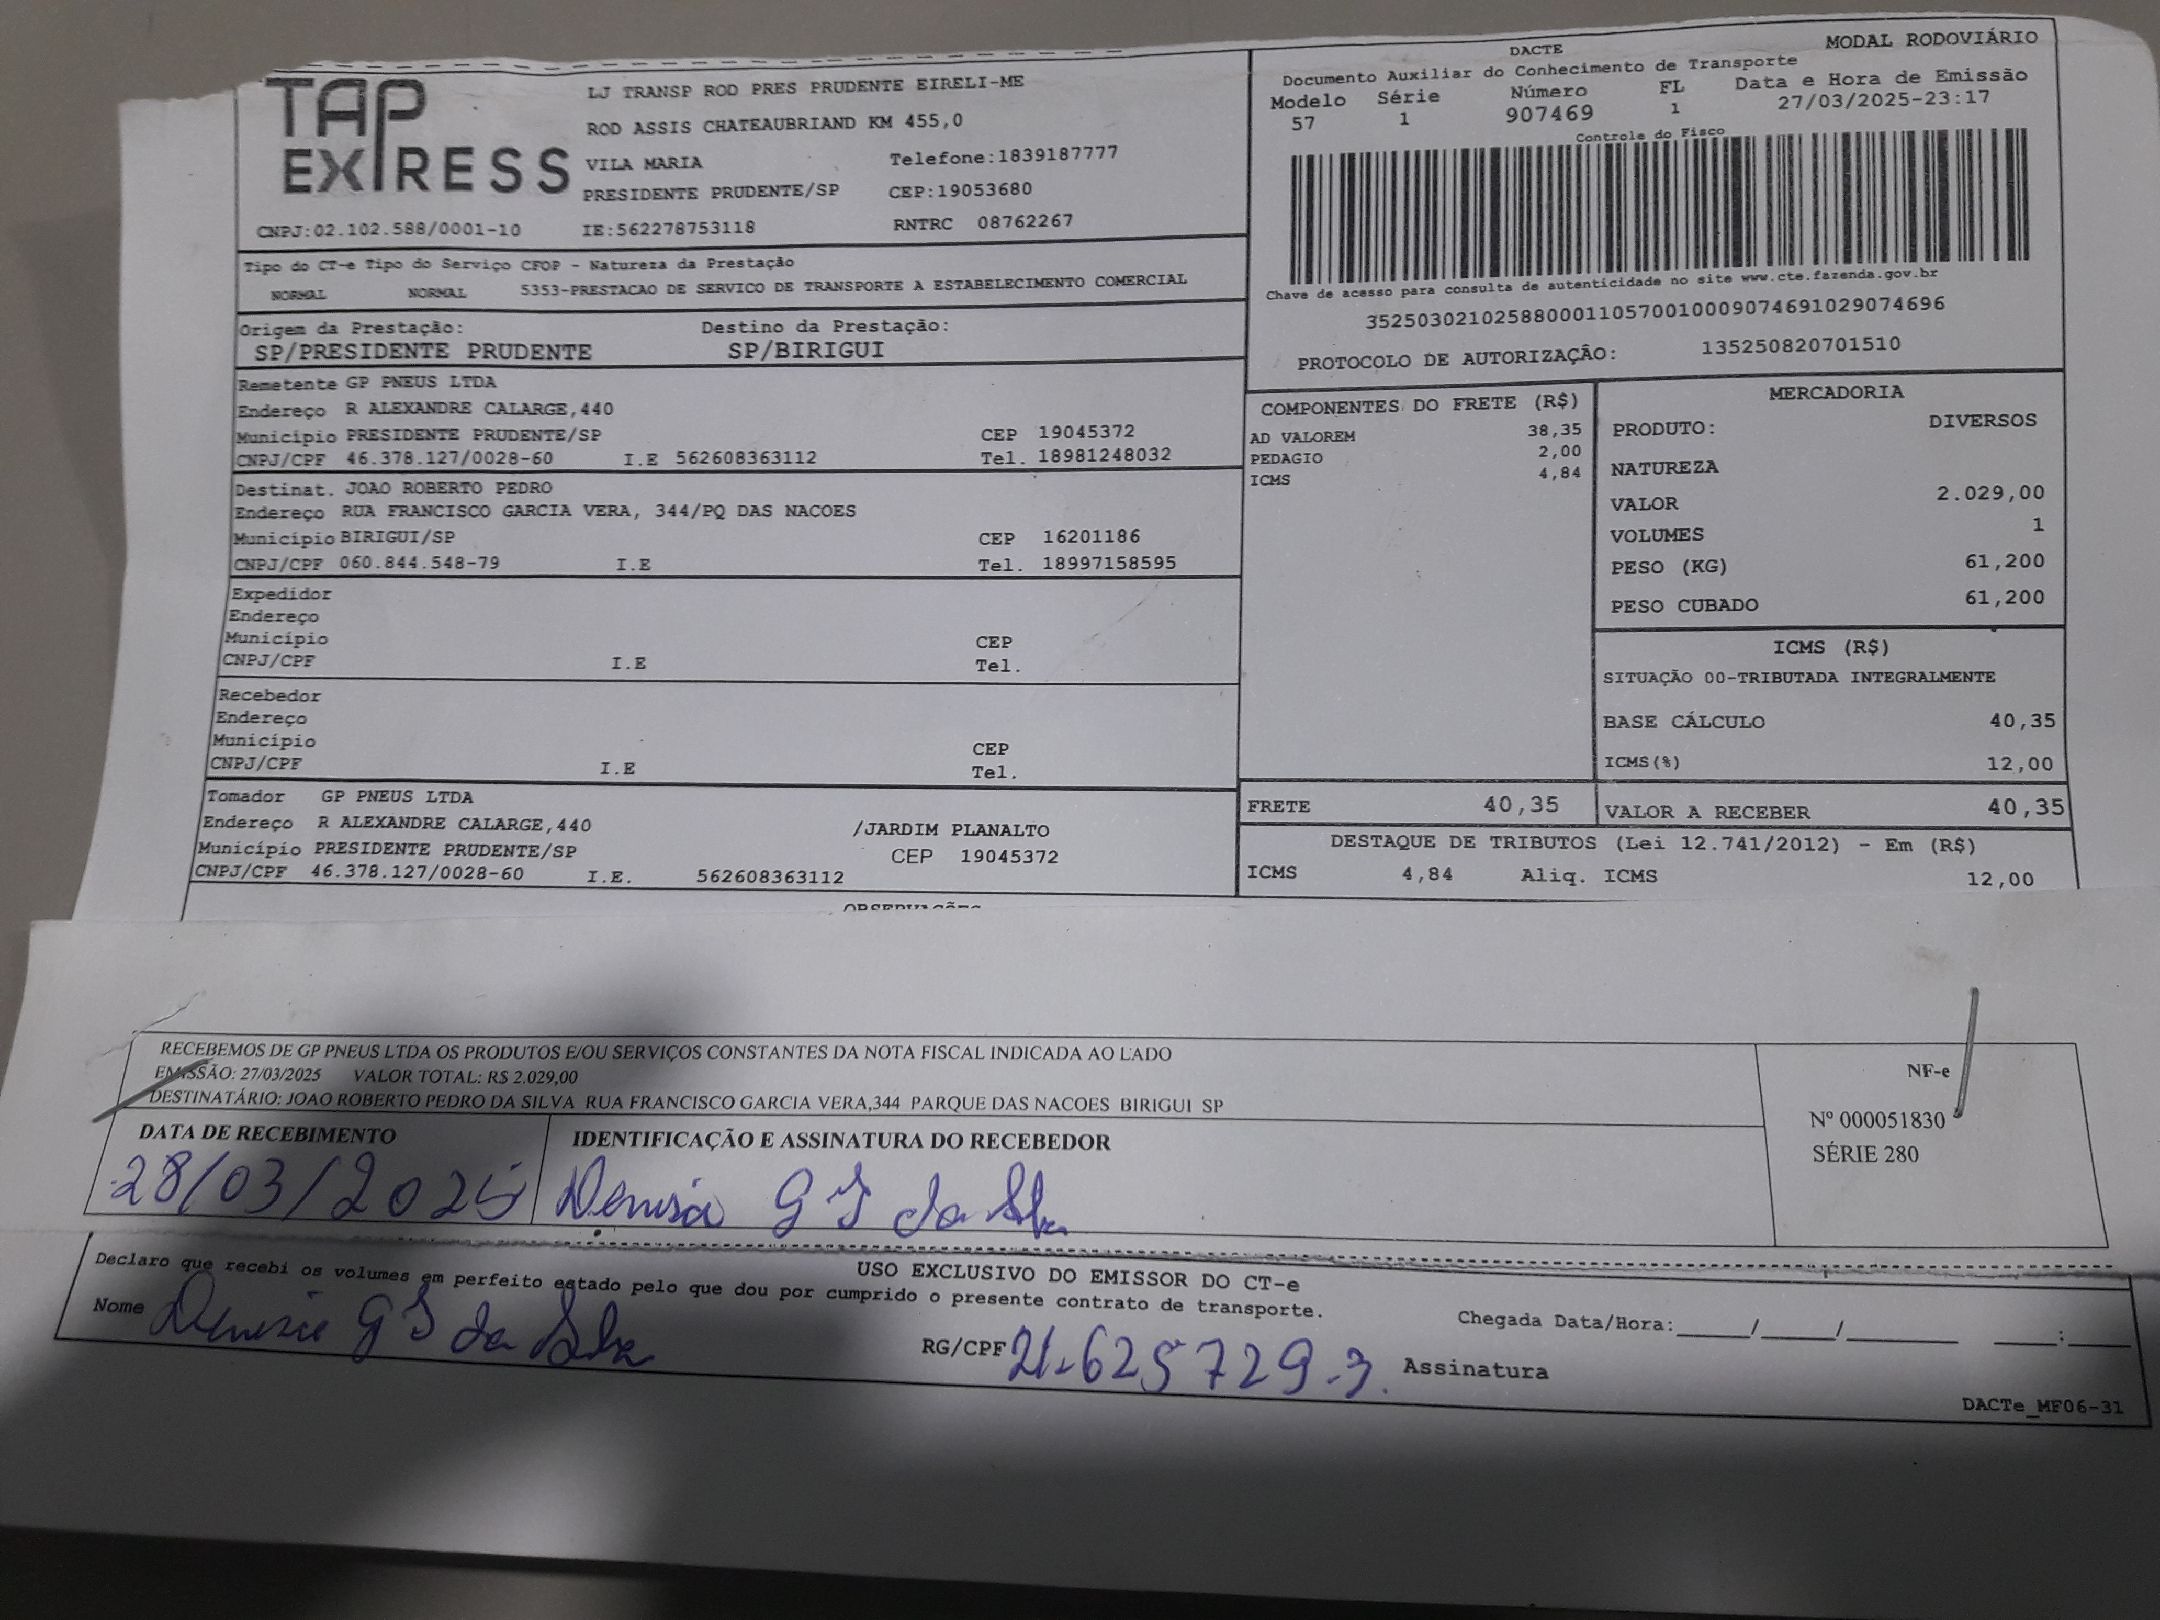 TAP EXPRESS
LJ TRANSP ROD PRES PRUDENTE EIRELI-ME
ROD ASSIS CHATEAUBRIAND KM 455,0
VILA MARIA Telefone:1839187777
PRESIDENTE PRUDENTE/SP CEP:19053680
CNPJ:02.102.588/0001-10 IE:562278753118 RNTRC 08762267
DACTE MODAL RODOVIÁRIO
Documento Auxiliar do Conhecimento de Transporte
Modelo Série Número FL Data e Hora de Emissão
57 1 907469 1 27/03/2025-23:17
Controle do Fisco
Chave de acesso para consulta de autenticidade no site www.cte.fazenda.gov.br
35250302102588000110570010009074691029074696
PROTOCOLO DE AUTORIZAÇÃO: 135250820701510
Tipo do CT-e Tipo do Serviço CFOP - Natureza da Prestação
NORMAL NORMAL 5353-PRESTACAO DE SERVICO DE TRANSPORTE A ESTABELECIMENTO COMERCIAL
Origem da Prestação: Destino da Prestação:
SP/PRESIDENTE PRUDENTE SP/BIRIGUI
Remetente GP PNEUS LTDA
Endereço R ALEXANDRE CALARGE,440
Município PRESIDENTE PRUDENTE/SP CEP 19045372
CNPJ/CPF 46.378.127/0028-60 I.E 562608363112 Tel. 18981248032
Destinat. JOAO ROBERTO PEDRO
Endereço RUA FRANCISCO GARCIA VERA, 344/PQ DAS NACOES
Município BIRIGUI/SP CEP 16201186
CNPJ/CPF 060.844.548-79 I.E Tel. 18997158595
Expedidor
Endereço
Município CEP
CNPJ/CPF I.E Tel.
Recebedor
Endereço
Município CEP
CNPJ/CPF I.E Tel.
Tomador GP PNEUS LTDA
Endereço R ALEXANDRE CALARGE,440 /JARDIM PLANALTO
Município PRESIDENTE PRUDENTE/SP CEP 19045372
CNPJ/CPF 46.378.127/0028-60 I.E. 562608363112
COMPONENTES DO FRETE (R$)
AD VALOREM 38,35
PEDAGIO 2,00
ICMS 4,84
MERCADORIA
PRODUTO: DIVERSOS
NATUREZA
VALOR 2.029,00
VOLUMES 1
PESO (KG) 61,200
PESO CUBADO 61,200
ICMS (R$)
SITUAÇÃO 00-TRIBUTADA INTEGRALMENTE
BASE CÁLCULO 40,35
ICMS(%) 12,00
FRETE 40,35 VALOR A RECEBER 40,35
DESTAQUE DE TRIBUTOS (Lei 12.741/2012) - Em (R$)
ICMS 4,84 Aliq. ICMS 12,00
OBSERVAÇÕES
RECEBEMOS DE GP PNEUS LTDA OS PRODUTOS E/OU SERVIÇOS CONSTANTES DA NOTA FISCAL INDICADA AO LADO
EMISSÃO: 27/03/2025 VALOR TOTAL: R$ 2.029,00
DESTINATÁRIO: JOAO ROBERTO PEDRO DA SILVA RUA FRANCISCO GARCIA VERA,344 PARQUE DAS NACOES BIRIGUI SP
NF-e
Nº 000051830
SÉRIE 280
DATA DE RECEBIMENTO IDENTIFICAÇÃO E ASSINATURA DO RECEBEDOR
28/03/2025 G S da Silva
USO EXCLUSIVO DO EMISSOR DO CT-e
Declaro que recebi os volumes em perfeito estado pelo que dou por cumprido o presente contrato de transporte.
Nome G S da Silva RG/CPF 21.625729-3. Assinatura
Chegada Data/Hora:_____/_____/_______ ____:____
DACTe_MF06-31